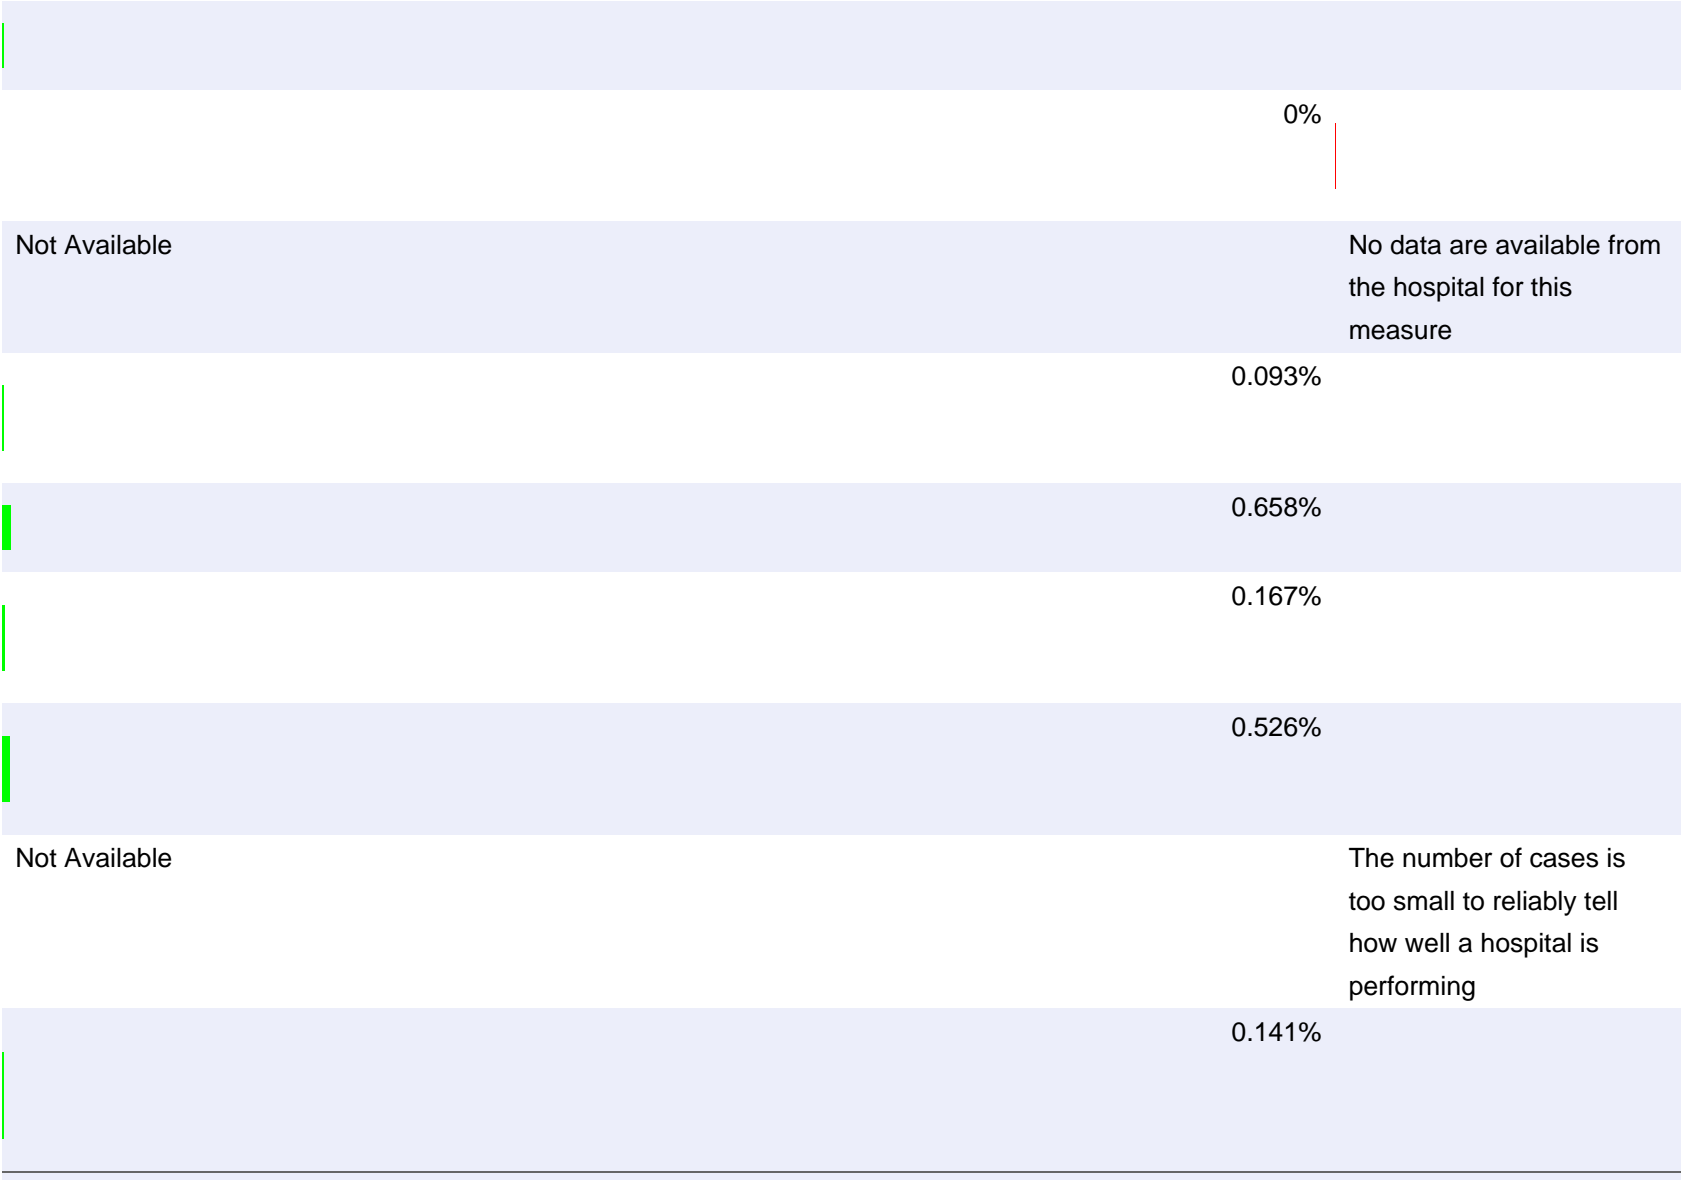 0%
Not Available
No data are available from
the hospital for this
measure
0.093%
0.658%
0.167%
0.526%
Not Available
The number of cases is
too small to reliably tell
how well a hospital is
performing
0.141%